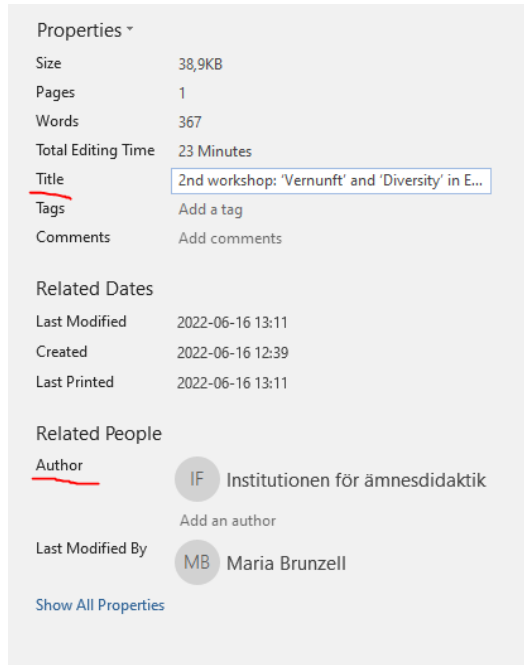 Properties
Size 38,9KB
Pages 1
Words 367
Total Editing Time 23 Minutes
Title 2nd workshop: 'Vernunft' and 'Diversity' in E...
Tags Add a tag
Comments Add comments
Related Dates
Last Modified 2022-06-16 13:11
Created 2022-06-16 12:39
Last Printed 2022-06-16 13:11
Related People
Author IF Institutionen för ämnesdidaktik
Add an author
Last Modified By MB Maria Brunzell
Show All Properties